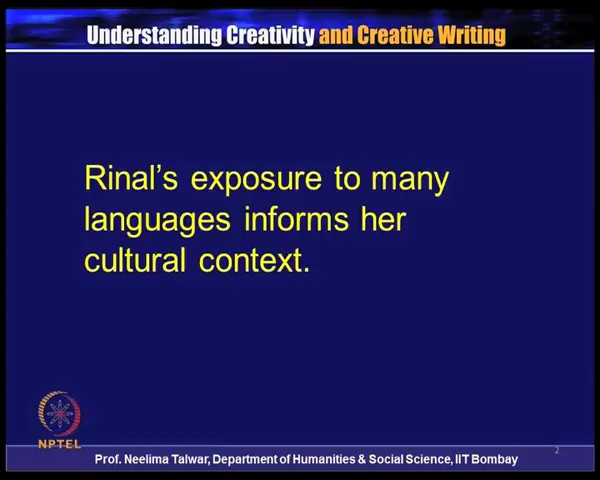 Understanding Creativity and Creative Writing
Rinal's exposure to many
languages informs her
cultural context.
NPTEL
2
Prof. Neelima Talwar, Department of Humanities & Social Science, IIT Bombay